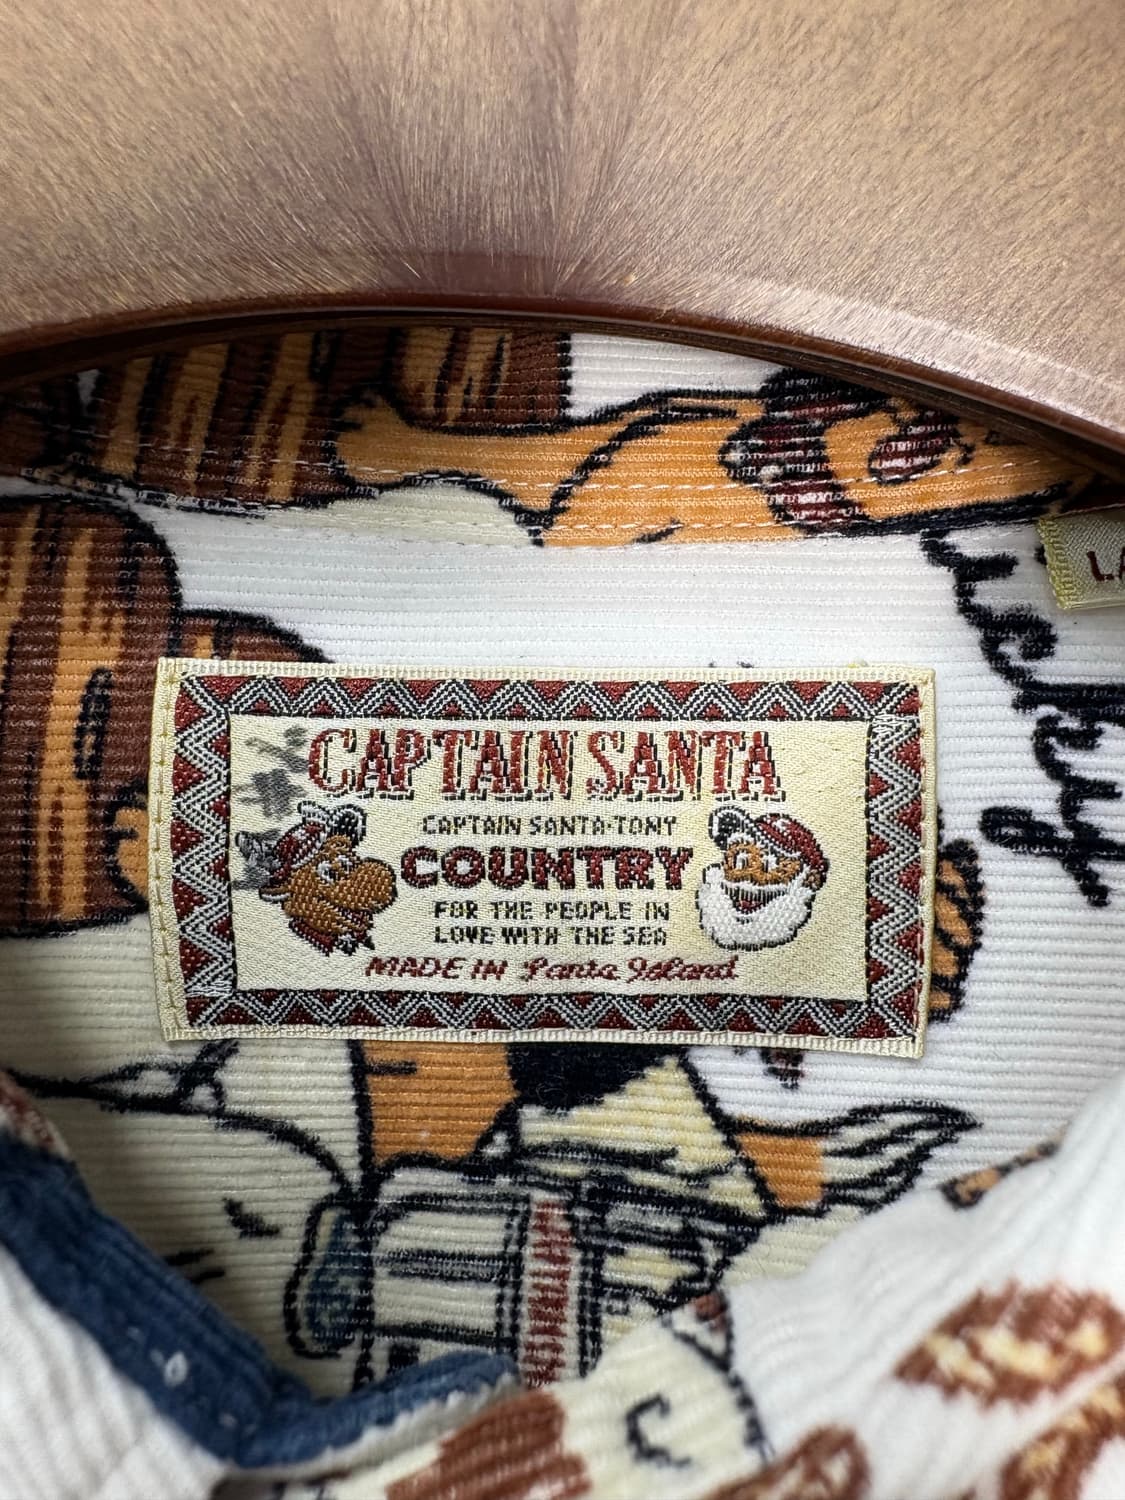 CAPTAIN SANTA
CAPTAIN SANTA·TONY
COUNTRY
FOR THE PEOPLE IN
LOVE WITH THE SEA
MADE IN Santa Island